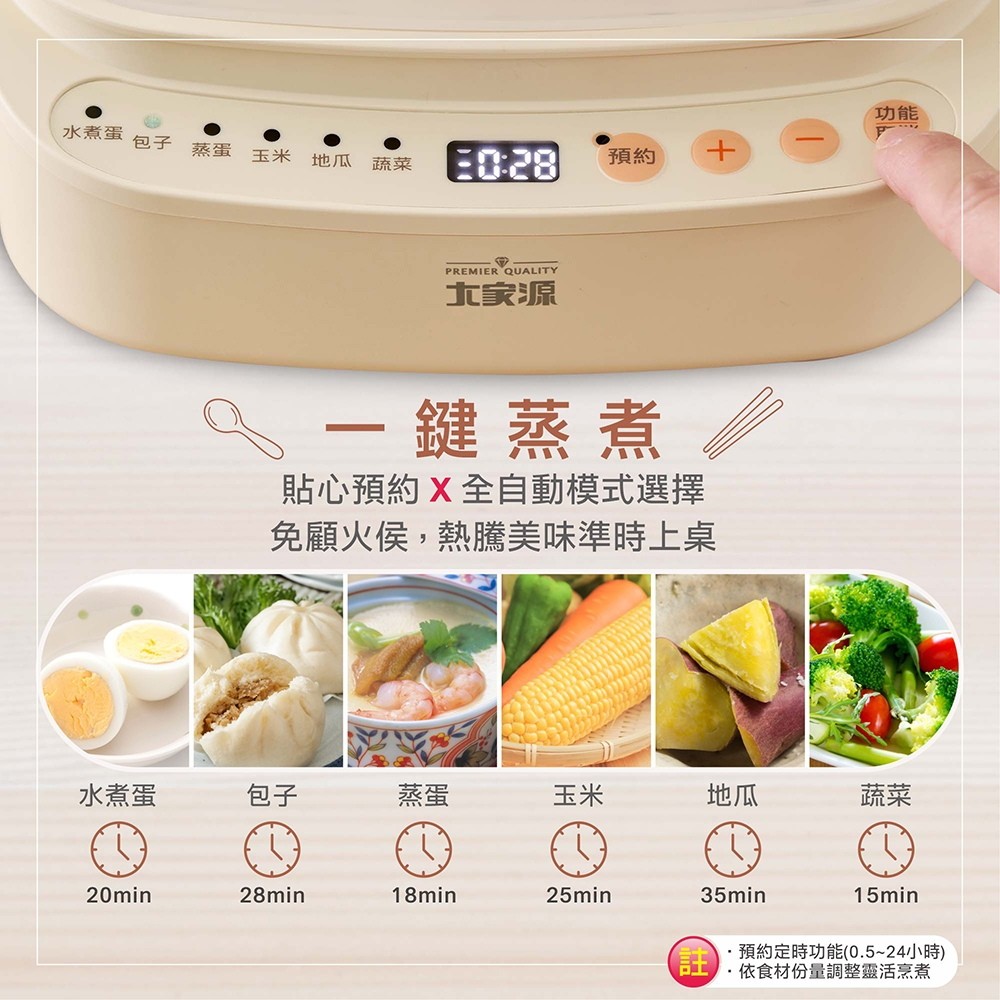 水煮蛋
包子
蒸蛋
玉米
地瓜
蔬菜
0:28
預約
+
−
功能
PREMIER QUALITY
大家源
一鍵蒸煮
貼心預約 X 全自動模式選擇
免顧火侯，熱騰美味準時上桌
水煮蛋 包子 蒸蛋 玉米 地瓜 蔬菜
20min 28min 18min 25min 35min 15min
註
・預約定時功能(0.5~24小時)
・依食材份量調整靈活烹煮